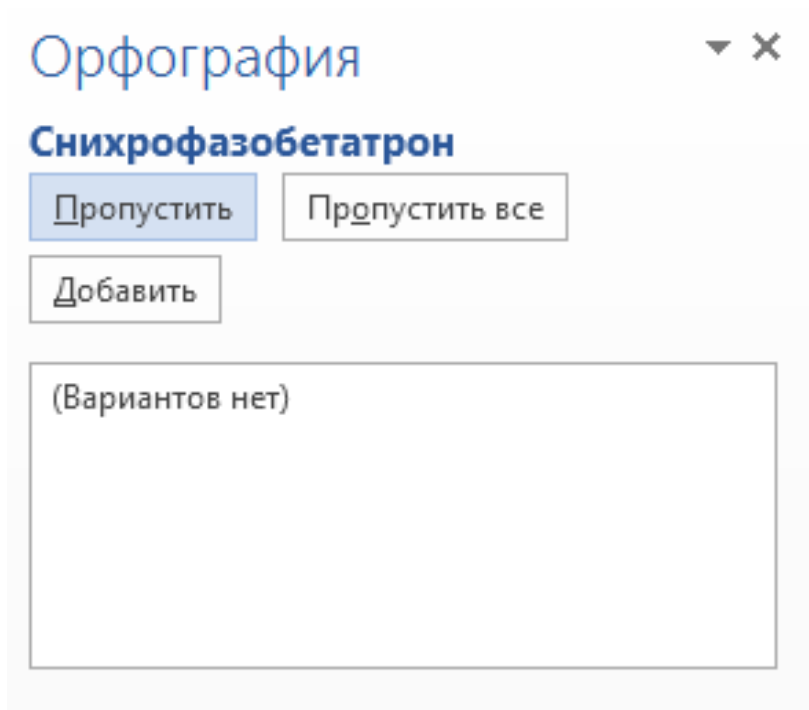 Орфография
Снихрофазобетатрон
Пропустить Пропустить все
Добавить
(Вариантов нет)